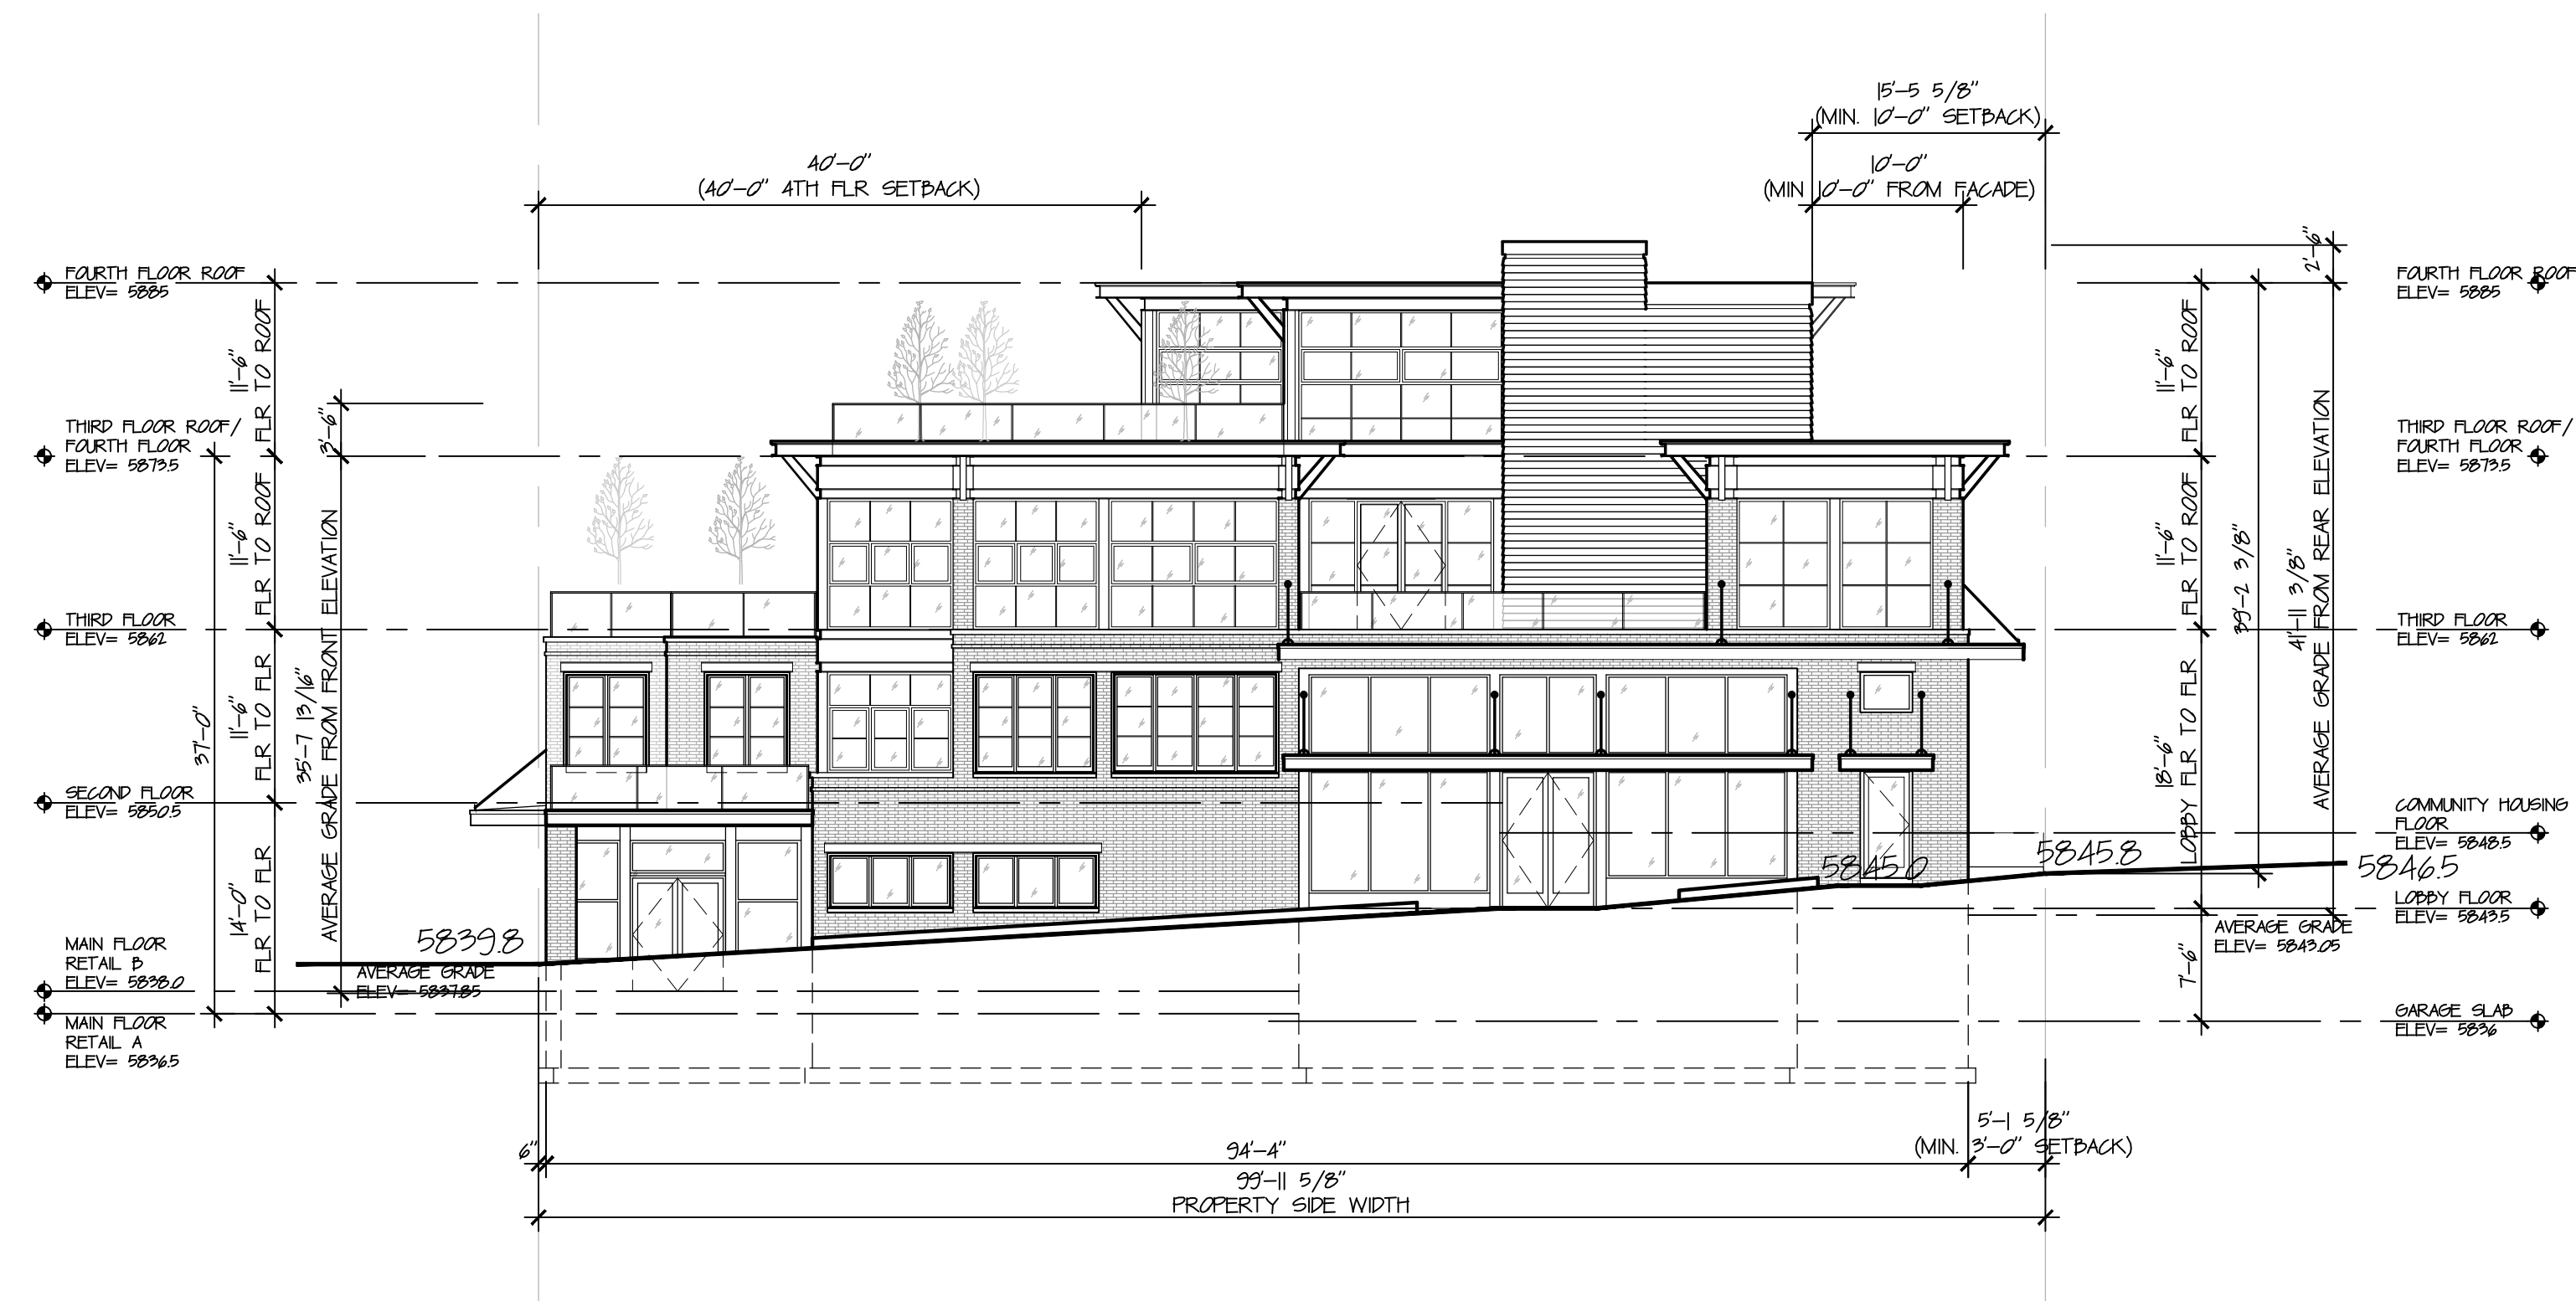 15'-5 5/8"
(MIN. 10'-0" SETBACK)
40'-0"
(40'-0" 4TH FLR SETBACK)
10'-0"
(MIN 10'-0" FROM FACADE)
FOURTH FLOOR ROOF
ELEV= 5885
THIRD FLOOR ROOF/
FOURTH FLOOR
ELEV= 5873.5
THIRD FLOOR
ELEV= 5862
SECOND FLOOR
ELEV= 5850.5
MAIN FLOOR
RETAIL B
ELEV= 5838.0
MAIN FLOOR
RETAIL A
ELEV= 5836.5
37'-0"
11'-6"
FLR TO ROOF
11'-6"
FLR TO ROOF
11'-6"
FLR TO FLR
14'-0"
FLR TO FLR
3'-6"
35'-7 13/16"
AVERAGE GRADE FROM FRONT ELEVATION
5839.8
AVERAGE GRADE
ELEV= 5837.85
5845.0
5845.8
5846.5
11'-6"
FLR TO ROOF
11'-6"
FLR TO ROOF
18'-6"
LOBBY FLR TO FLR
7'-6"
39'-2 3/8"
2'-6"
41'-11 3/8"
AVERAGE GRADE FROM REAR ELEVATION
AVERAGE GRADE
ELEV= 5843.05
FOURTH FLOOR ROOF
ELEV= 5885
THIRD FLOOR ROOF/
FOURTH FLOOR
ELEV= 5873.5
THIRD FLOOR
ELEV= 5862
COMMUNITY HOUSING
FLOOR
ELEV= 5848.5
LOBBY FLOOR
ELEV= 5843.5
GARAGE SLAB
ELEV= 5836
6"
94'-4"
5'-1 5/8"
(MIN. 3'-0" SETBACK)
99'-11 5/8"
PROPERTY SIDE WIDTH